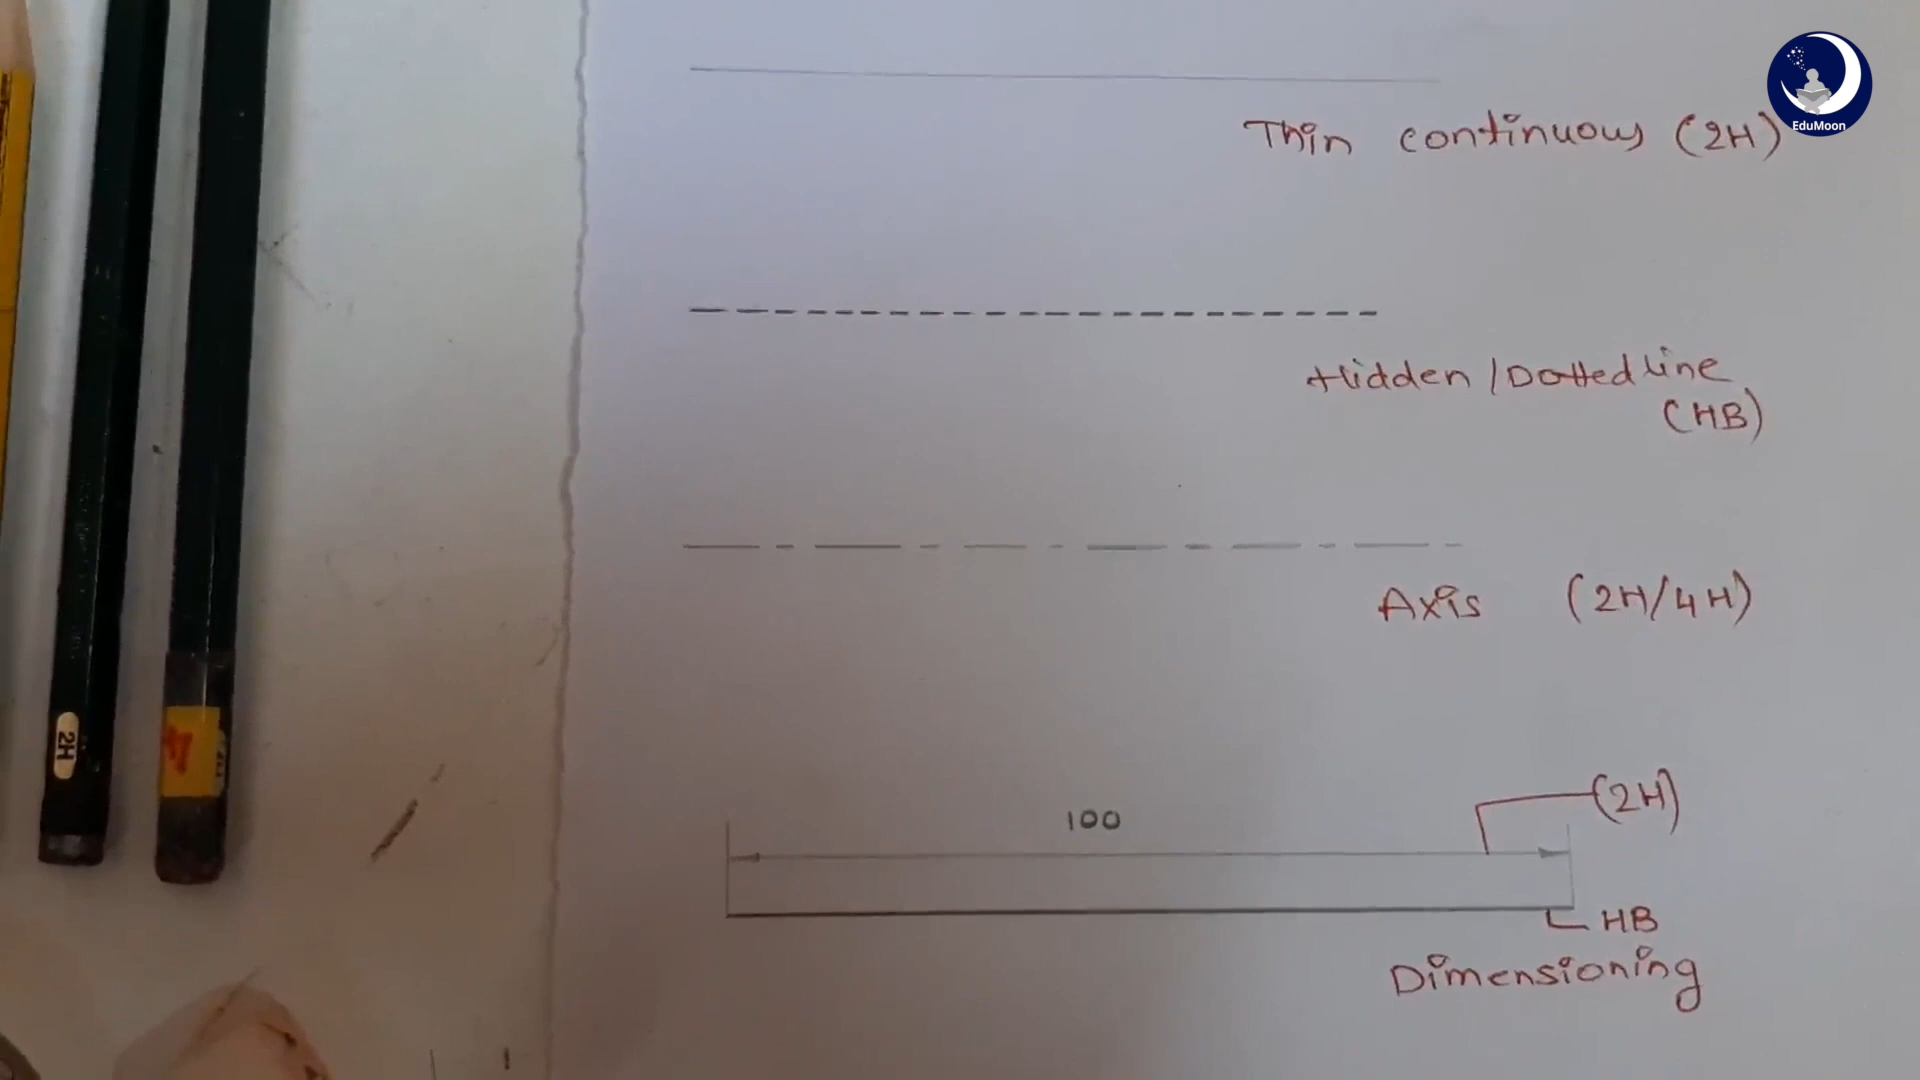 EduMoon
Thin continuous (2H)
Hidden / Dotted line
(HB)
Axis (2H/4H)
2H
(2H)
100
HB
Dimensioning